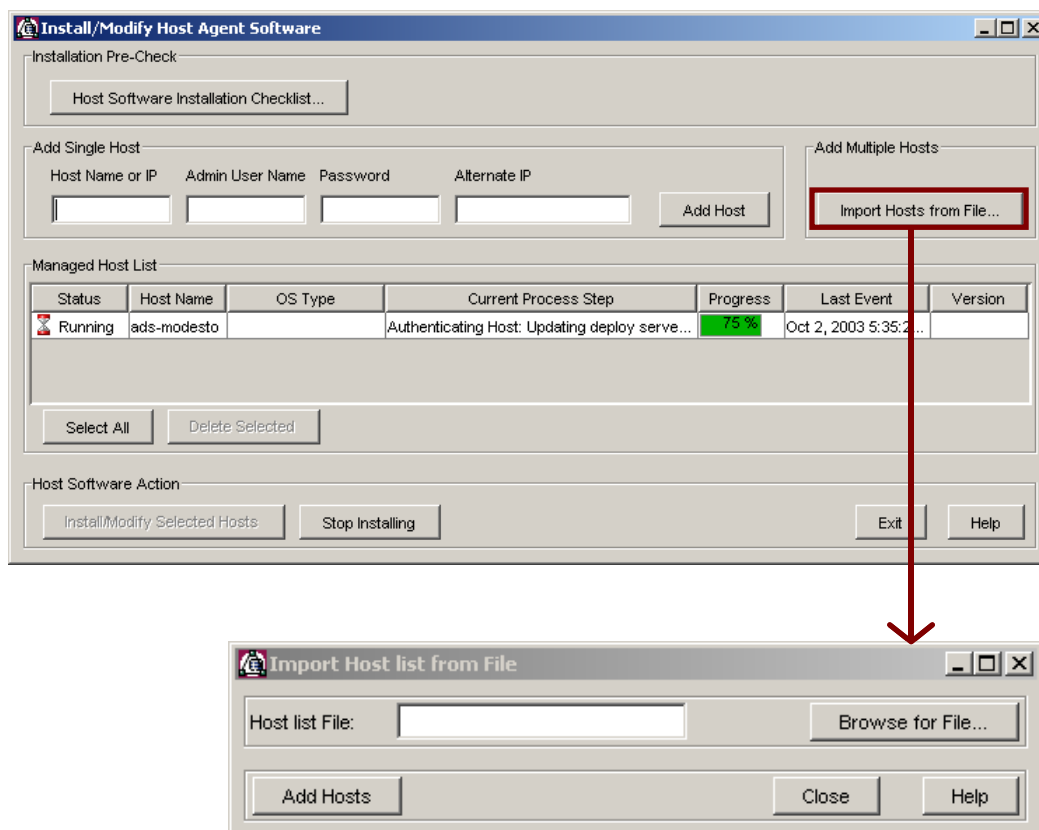 Install/Modify Host Agent Software
Installation Pre-Check
Host Software Installation Checklist...
Add Single Host
Add Multiple Hosts
Host Name or IP Admin User Name Password Alternate IP
Add Host
Import Hosts from File...
Managed Host List
Status Host Name OS Type Current Process Step Progress Last Event Version
Running ads-modesto Authenticating Host: Updating deploy serve... 75 % Oct 2, 2003 5:35:2...
Select All Delete Selected
Host Software Action
Install/Modify Selected Hosts Stop Installing Exit Help
Import Host list from File
Host list File: Browse for File...
Add Hosts Close Help